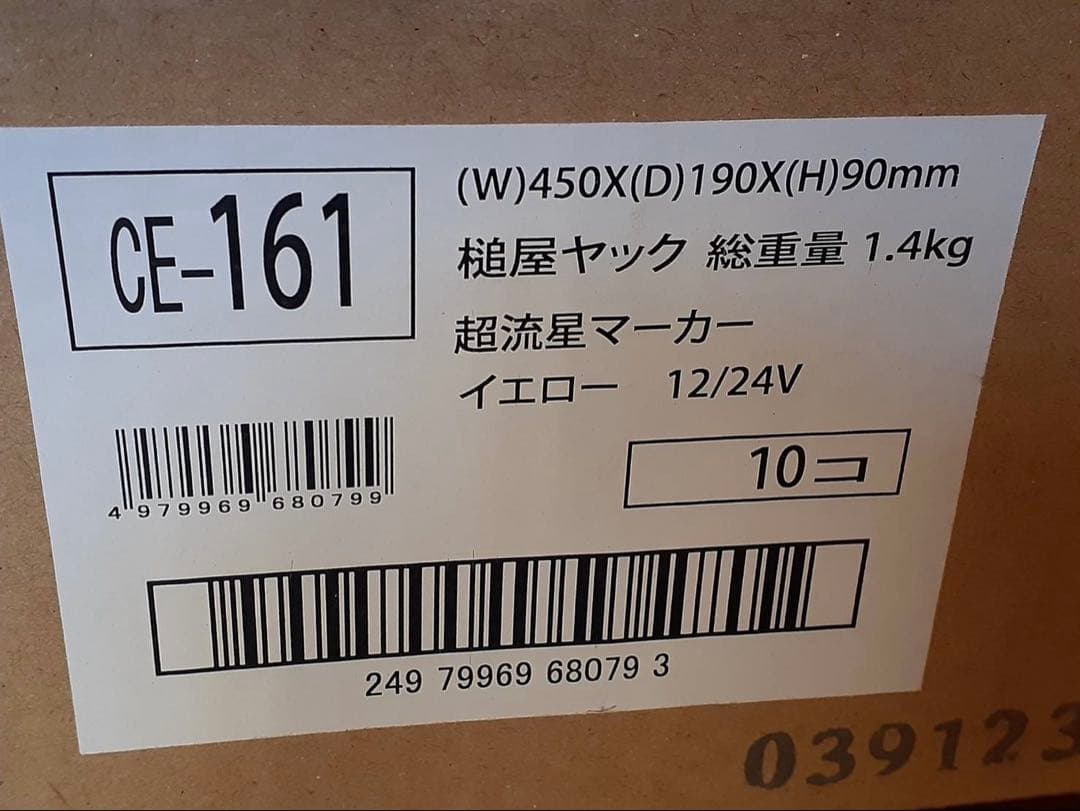 CE-161
(W)450X(D)190X(H)90mm
槌屋ヤック 総重量 1.4kg
超流星マーカー
イエロー 12/24V
10コ
4 979969 680799
249 79969 68079 3
039123